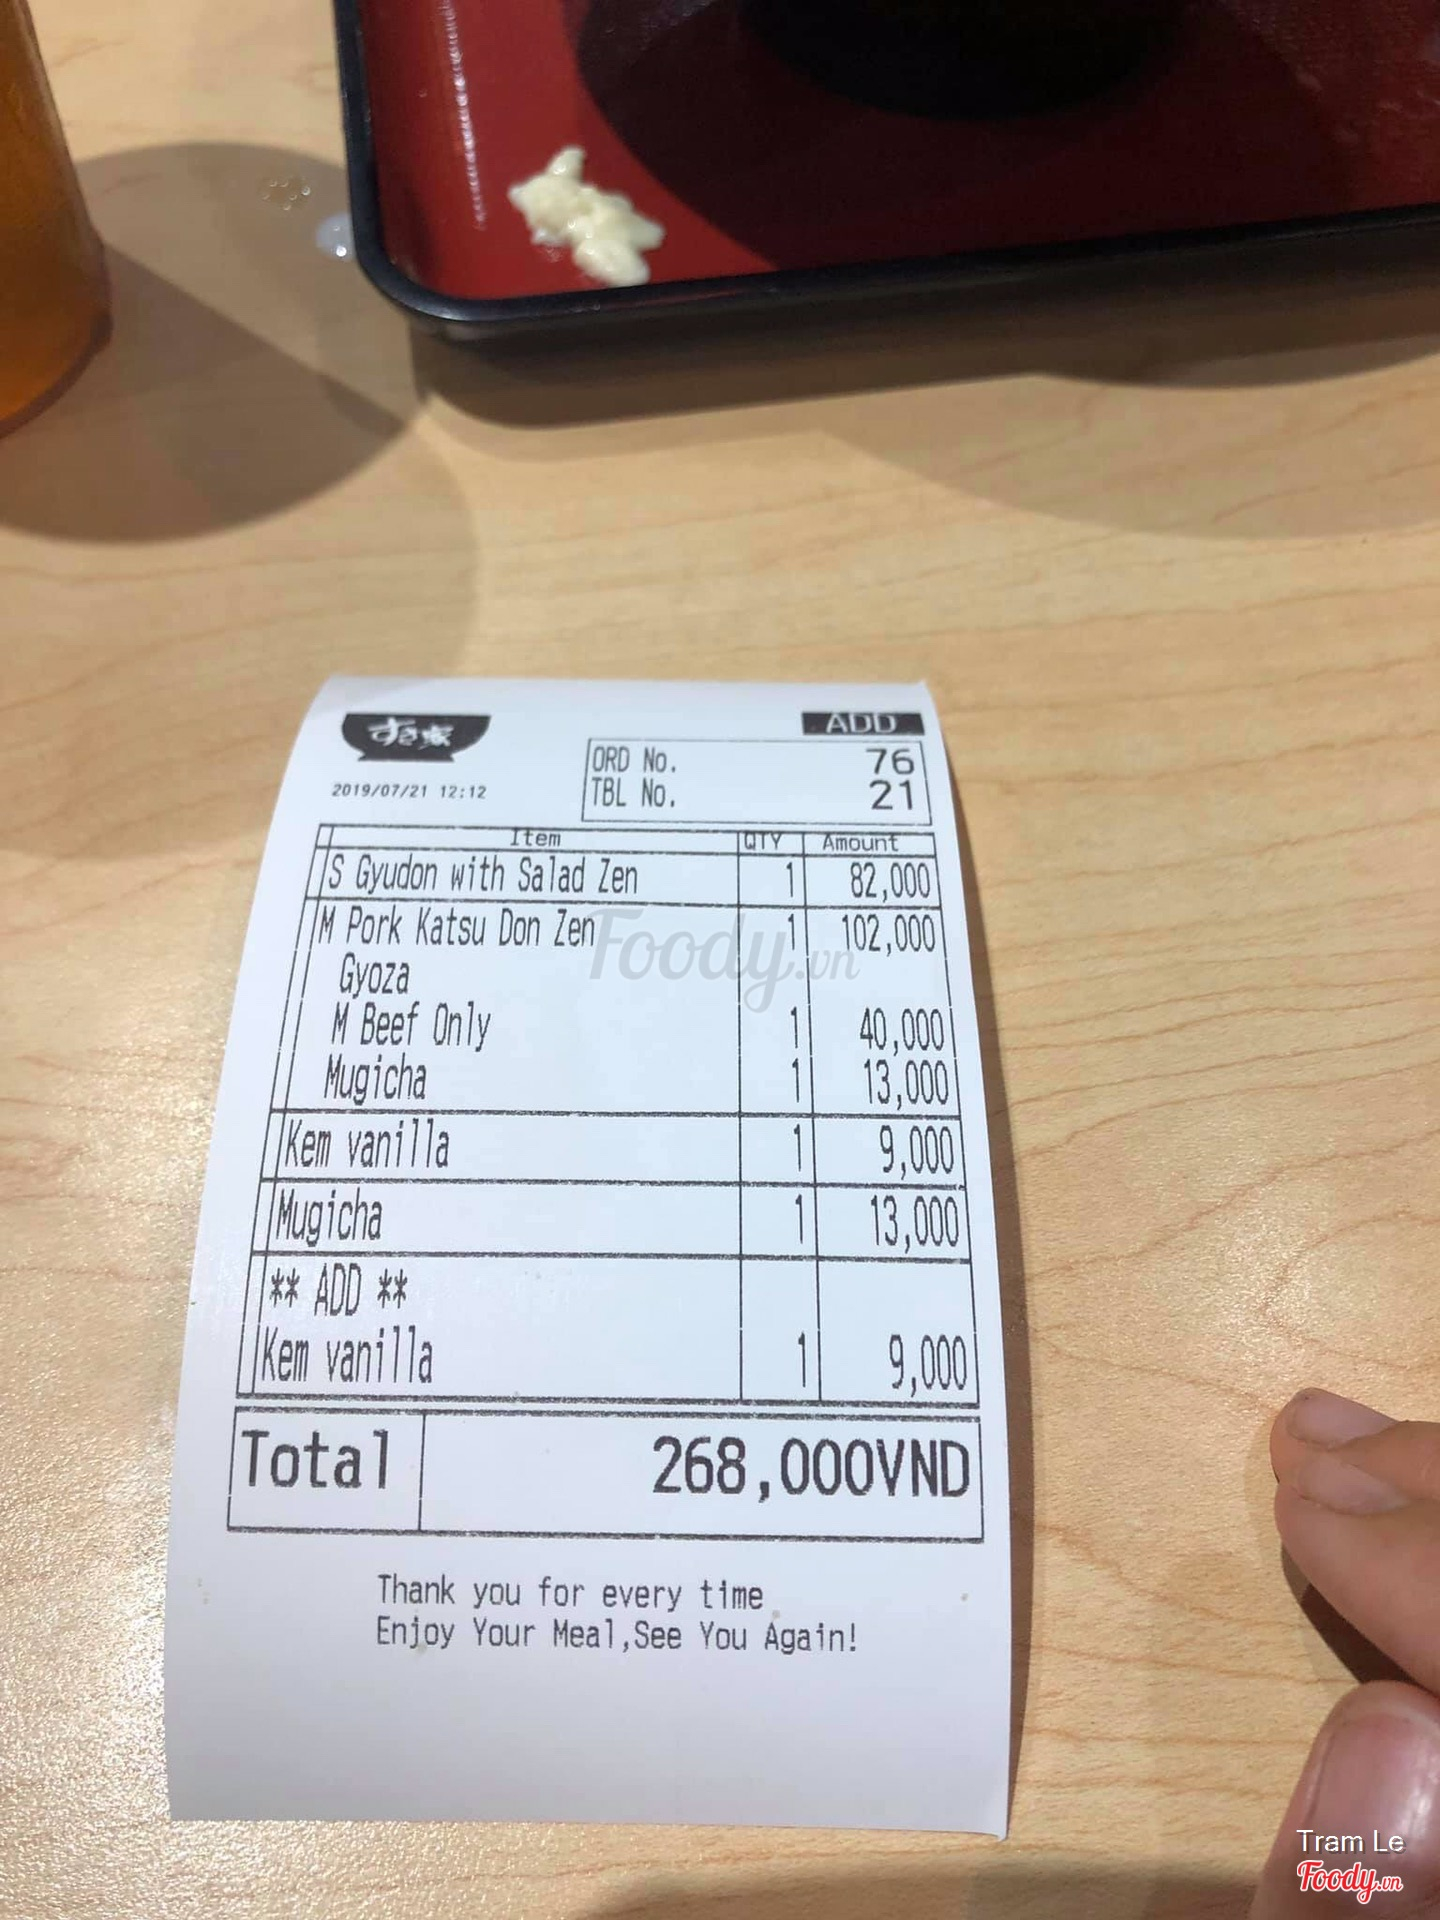 すき家
ADD
ORD No. 76
TBL No. 21
2019/07/21 12:12
Item QTY Amount
S Gyudon with Salad Zen 1 82,000
M Pork Katsu Don Zen 1 102,000
Gyoza
M Beef Only 1 40,000
Mugicha 1 13,000
Kem vanilla 1 9,000
Mugicha 1 13,000
** ADD **
Kem vanilla 1 9,000
Total 268,000VND
Thank you for every time
Enjoy Your Meal,See You Again!
Foody.vn
Tram Le
Foody.vn